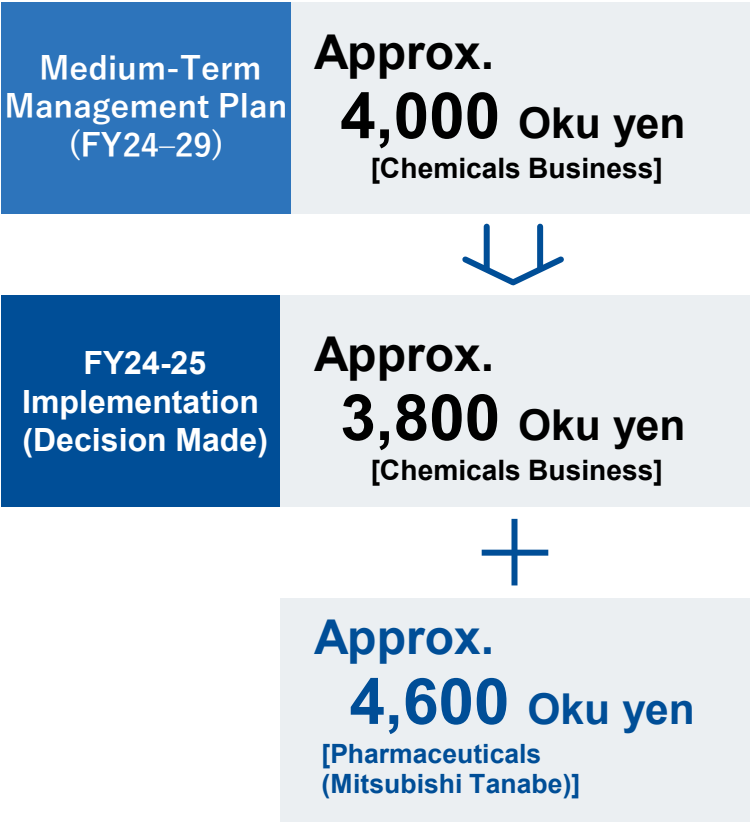 Medium-Term
Management Plan
(FY24–29)
Approx.
4,000 Oku yen
[Chemicals Business]
FY24-25
Implementation
(Decision Made)
Approx.
3,800 Oku yen
[Chemicals Business]
+
Approx.
4,600 Oku yen
[Pharmaceuticals
(Mitsubishi Tanabe)]